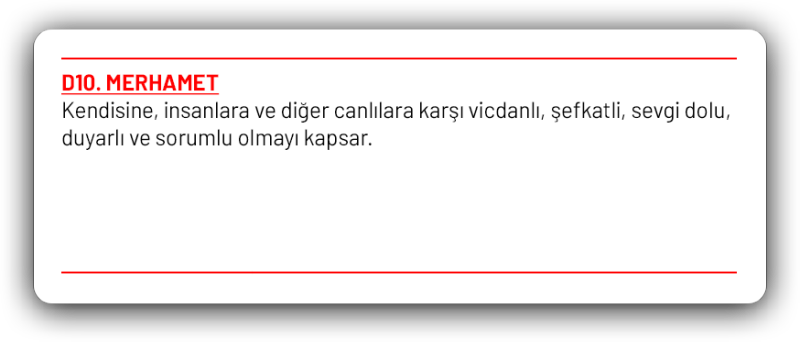 D10. MERHAMET
Kendisine, insanlara ve diğer canlılara karşı vicdanlı, şefkatli, sevgi dolu,
duyarlı ve sorumlu olmayı kapsar.